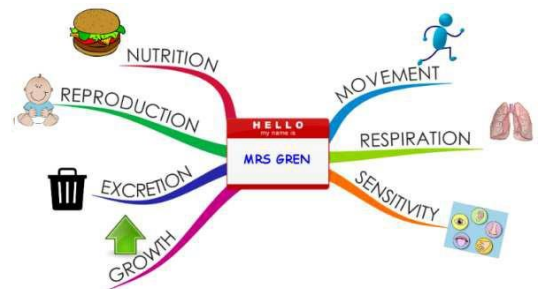 NUTRITION
REPRODUCTION
EXCRETION
GROWTH
HELLO
my name is
MRS GREN
MOVEMENT
RESPIRATION
SENSITIVITY